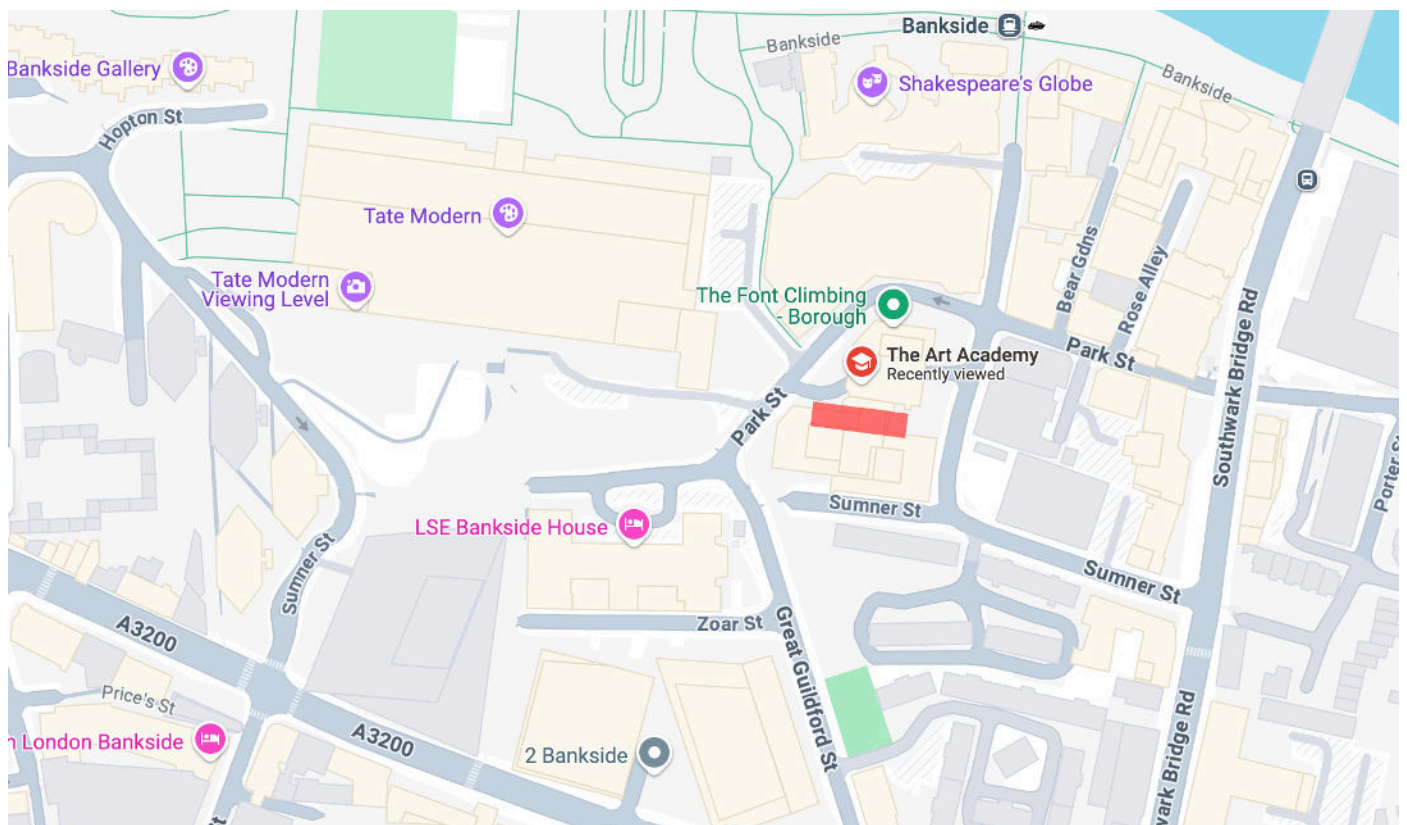 Bankside
Bankside
Bankside Gallery
Shakespeare's Globe
Bankside
Hopton St
Tate Modern
Tate Modern
Viewing Level
Bear Gdns
Rose Alley
The Font Climbing
- Borough
The Art Academy
Recently viewed
Park St
Park St
Southwark Bridge Rd
Porter St
Sumner St
LSE Bankside House
Sumner St
Sumner St
A3200
Zoar St
Great Guildford St
Price's St
n London Bankside
A3200
2 Bankside
wark Bridge Rd